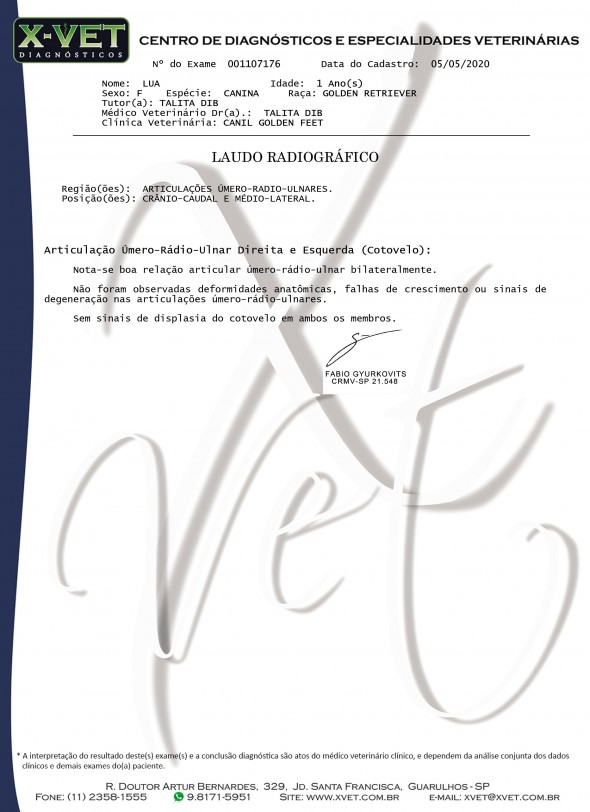 X-VET
DIAGNÓSTICOS
CENTRO DE DIAGNÓSTICOS E ESPECIALIDADES VETERINÁRIAS
N° do Exame 001107176 Data do Cadastro: 05/05/2020
Nome: LUA Idade: 1 Ano(s)
Sexo: F Espécie: CANINA Raça: GOLDEN RETRIEVER
Tutor(a): TALITA DIB
Médico Veterinário Dr(a).: TALITA DIB
Clínica Veterinária: CANIL GOLDEN FEET
LAUDO RADIOGRÁFICO
Região(ões): ARTICULAÇÕES ÚMERO-RADIO-ULNARES.
Posição(ões): CRÂNIO-CAUDAL E MÉDIO-LATERAL.
Articulação Úmero-Rádio-Ulnar Direita e Esquerda (Cotovelo):
Nota-se boa relação articular úmero-rádio-ulnar bilateralmente.
Não foram observadas deformidades anatômicas, falhas de crescimento ou sinais de
degeneração nas articulações úmero-rádio-ulnares.
Sem sinais de displasia do cotovelo em ambos os membros.
FABIO GYURKOVITS
CRMV-SP 21.548
X Vet
* A interpretação do resultado deste(s) exame(s) e a conclusão diagnóstica são atos do médico veterinário clínico, e dependem da análise conjunta dos dados
clínicos e demais exames do(a) paciente.
R. Doutor Artur Bernardes, 329, Jd. Santa Francisca, Guarulhos - SP
Fone: (11) 2358-1555 9.8171-5951 Site: www.xvet.com.br e-mail: xvet@xvet.com.br